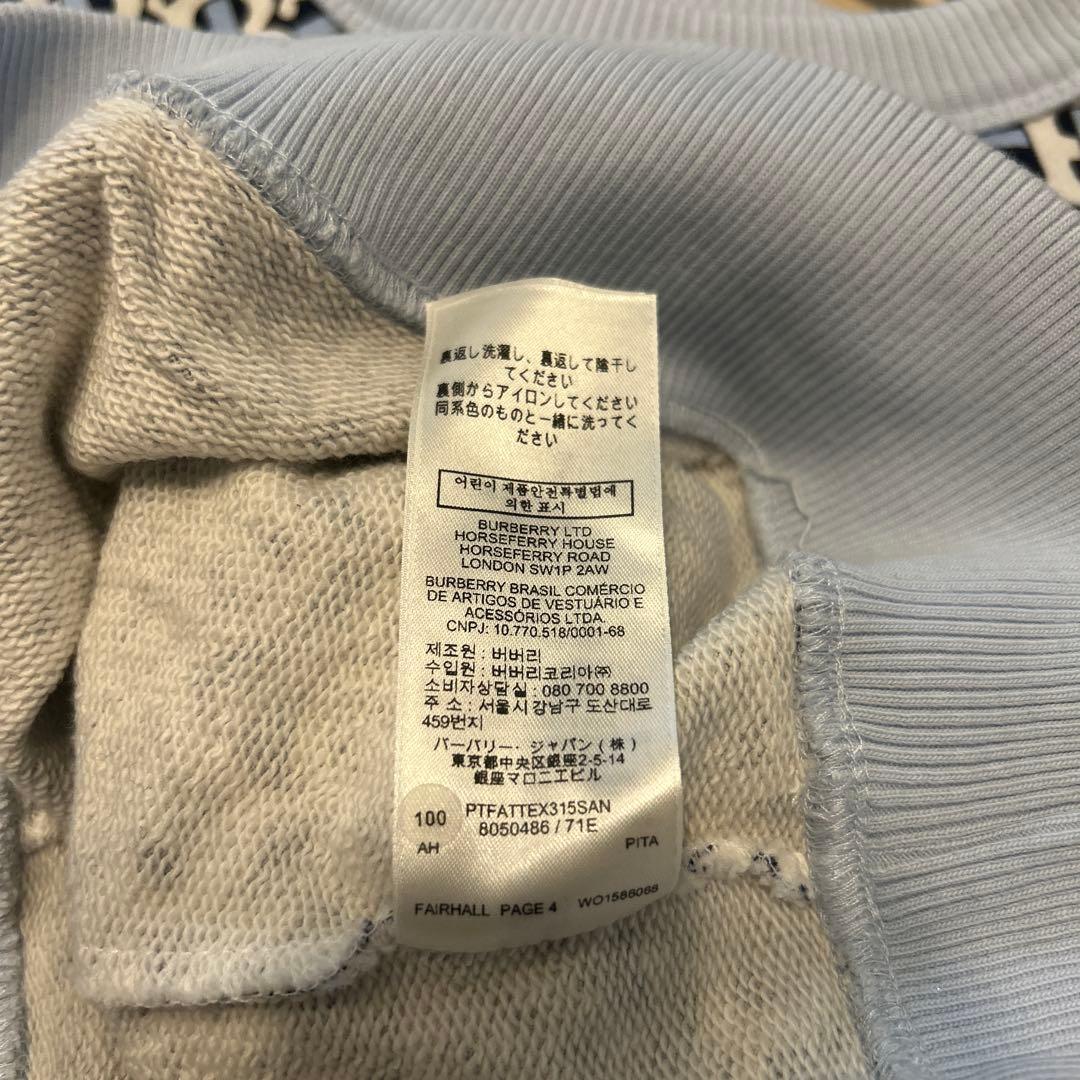 裏返し洗濯し、裏返して陰干し
てください
裏側からアイロンしてください
同系色のものと一緒に洗ってく
ださい
어린이 제품안전특별법에
의한 표시
BURBERRY LTD
HORSEFERRY HOUSE
HORSEFERRY ROAD
LONDON SW1P 2AW
BURBERRY BRASIL COMÉRCIO
DE ARTIGOS DE VESTUÁRIO E
ACESSÓRIOS LTDA.
CNPJ: 10.770.518/0001-68
제조원 : 버버리
수입원 : 버버리코리아㈜
소비자상담실 : 080 700 8800
주 소 : 서울시 강남구 도산대로
459번지
バーバリー・ジャパン ( 株 )
東京都中央区銀座2-5-14
銀座マロニエビル
100 PTFATTEX315SAN
8050486 / 71E
AH PITA
FAIRHALL PAGE 4 WO1586068